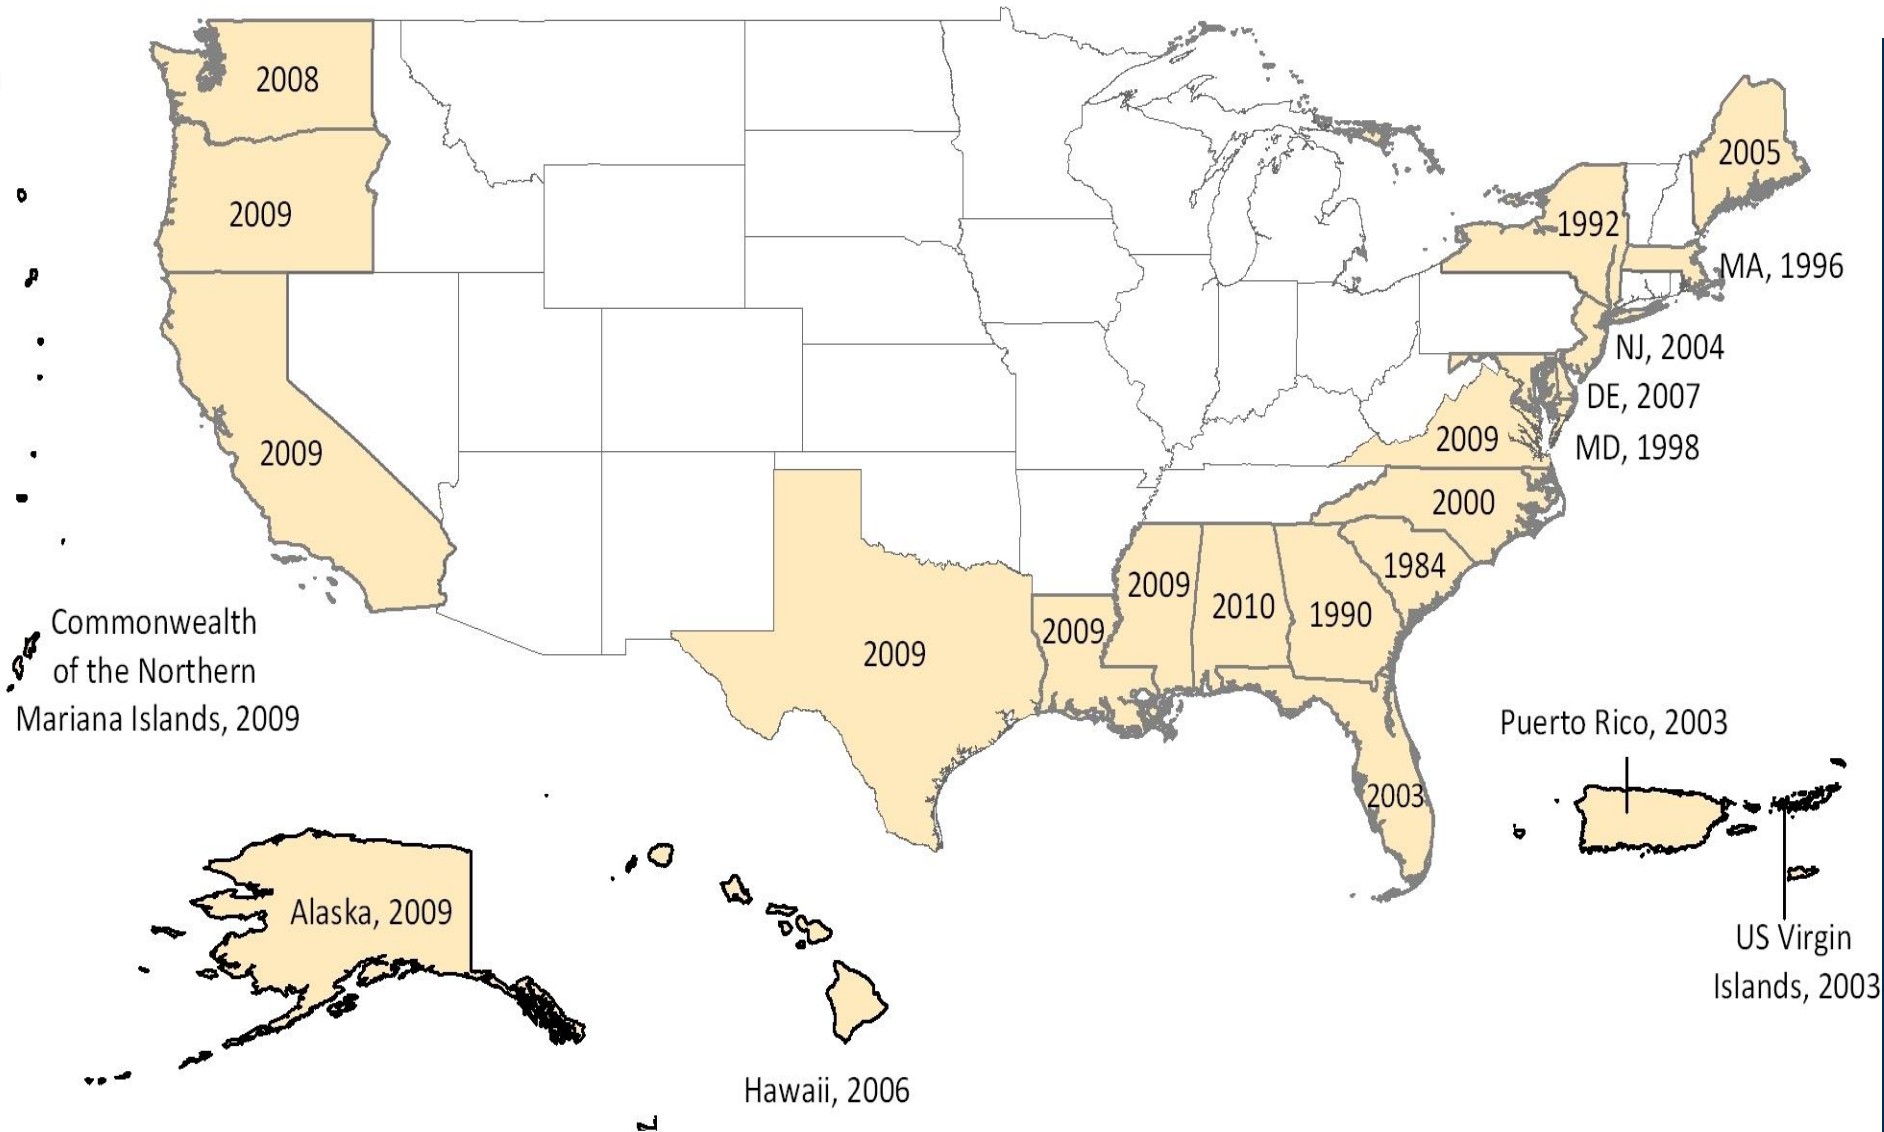 2008
2005
2009
1992
MA, 1996
NJ, 2004
DE, 2007
2009
MD, 1998
2009
2000
1984
2009
2010
1990
2009
2009
Commonwealth
of the Northern
Mariana Islands, 2009
Puerto Rico, 2003
2003
Alaska, 2009
US Virgin
Islands, 2003
Hawaii, 2006